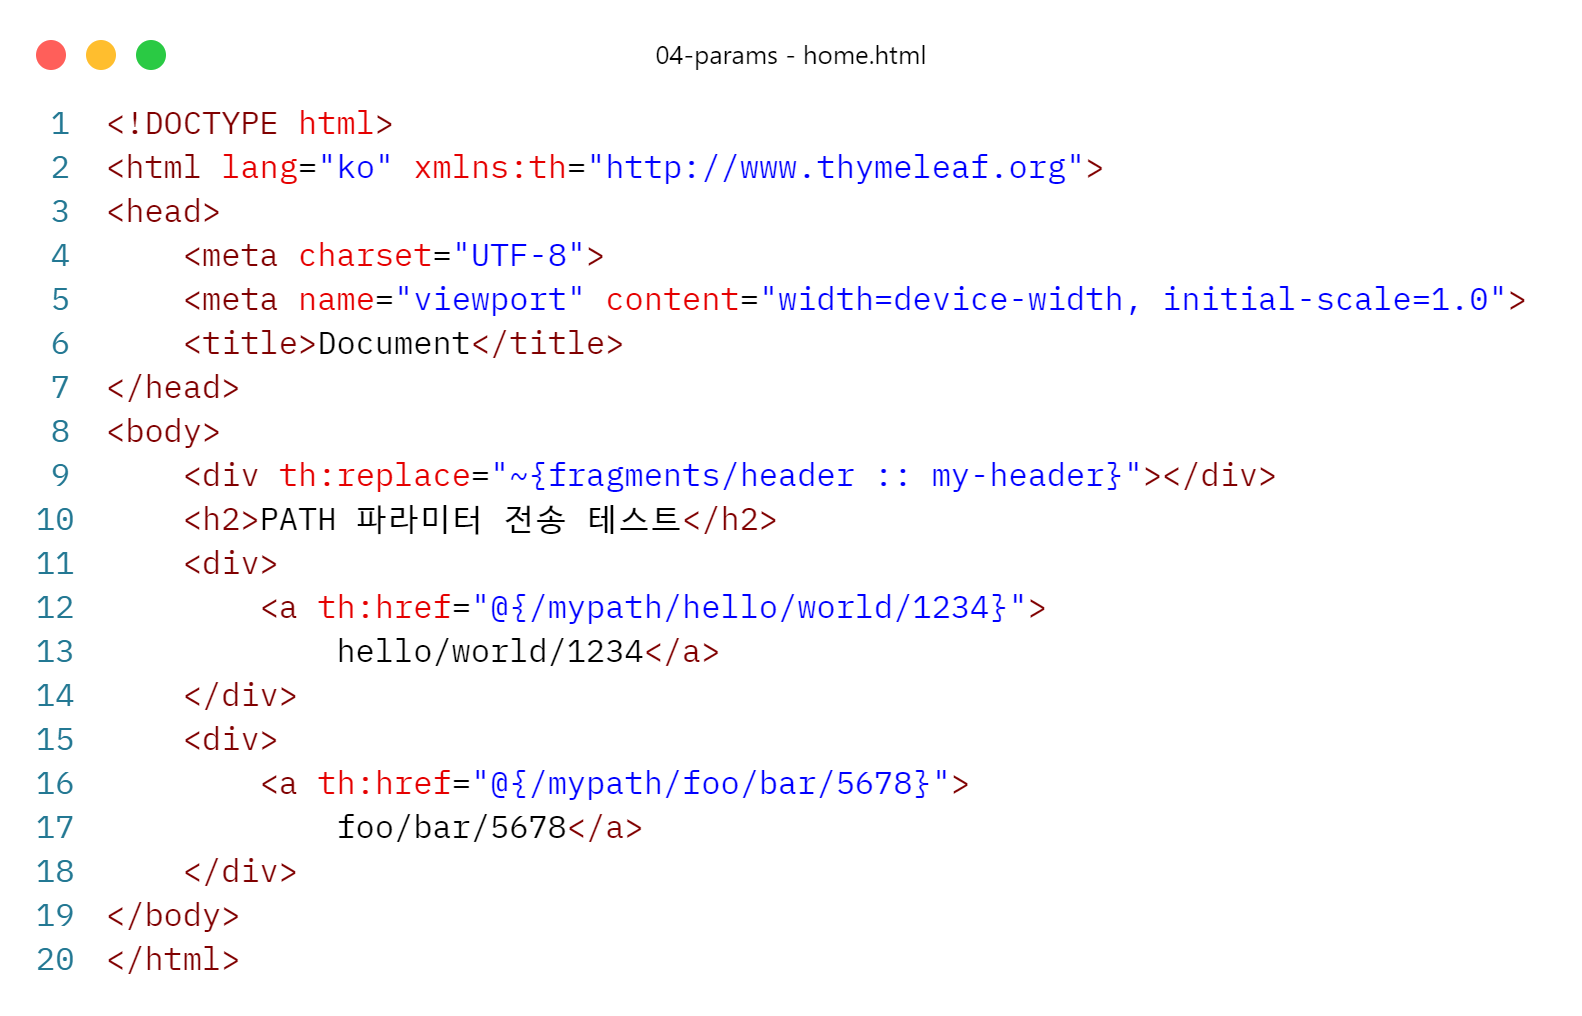 04-params - home.html
1 <!DOCTYPE html>
2 <html lang="ko" xmlns:th="http://www.thymeleaf.org">
3 <head>
4     <meta charset="UTF-8">
5     <meta name="viewport" content="width=device-width, initial-scale=1.0">
6     <title>Document</title>
7 </head>
8 <body>
9     <div th:replace="~{fragments/header :: my-header}"></div>
10     <h2>PATH 파라미터 전송 테스트</h2>
11     <div>
12         <a th:href="@{/mypath/hello/world/1234}">
13             hello/world/1234</a>
14     </div>
15     <div>
16         <a th:href="@{/mypath/foo/bar/5678}">
17             foo/bar/5678</a>
18     </div>
19 </body>
20 </html>